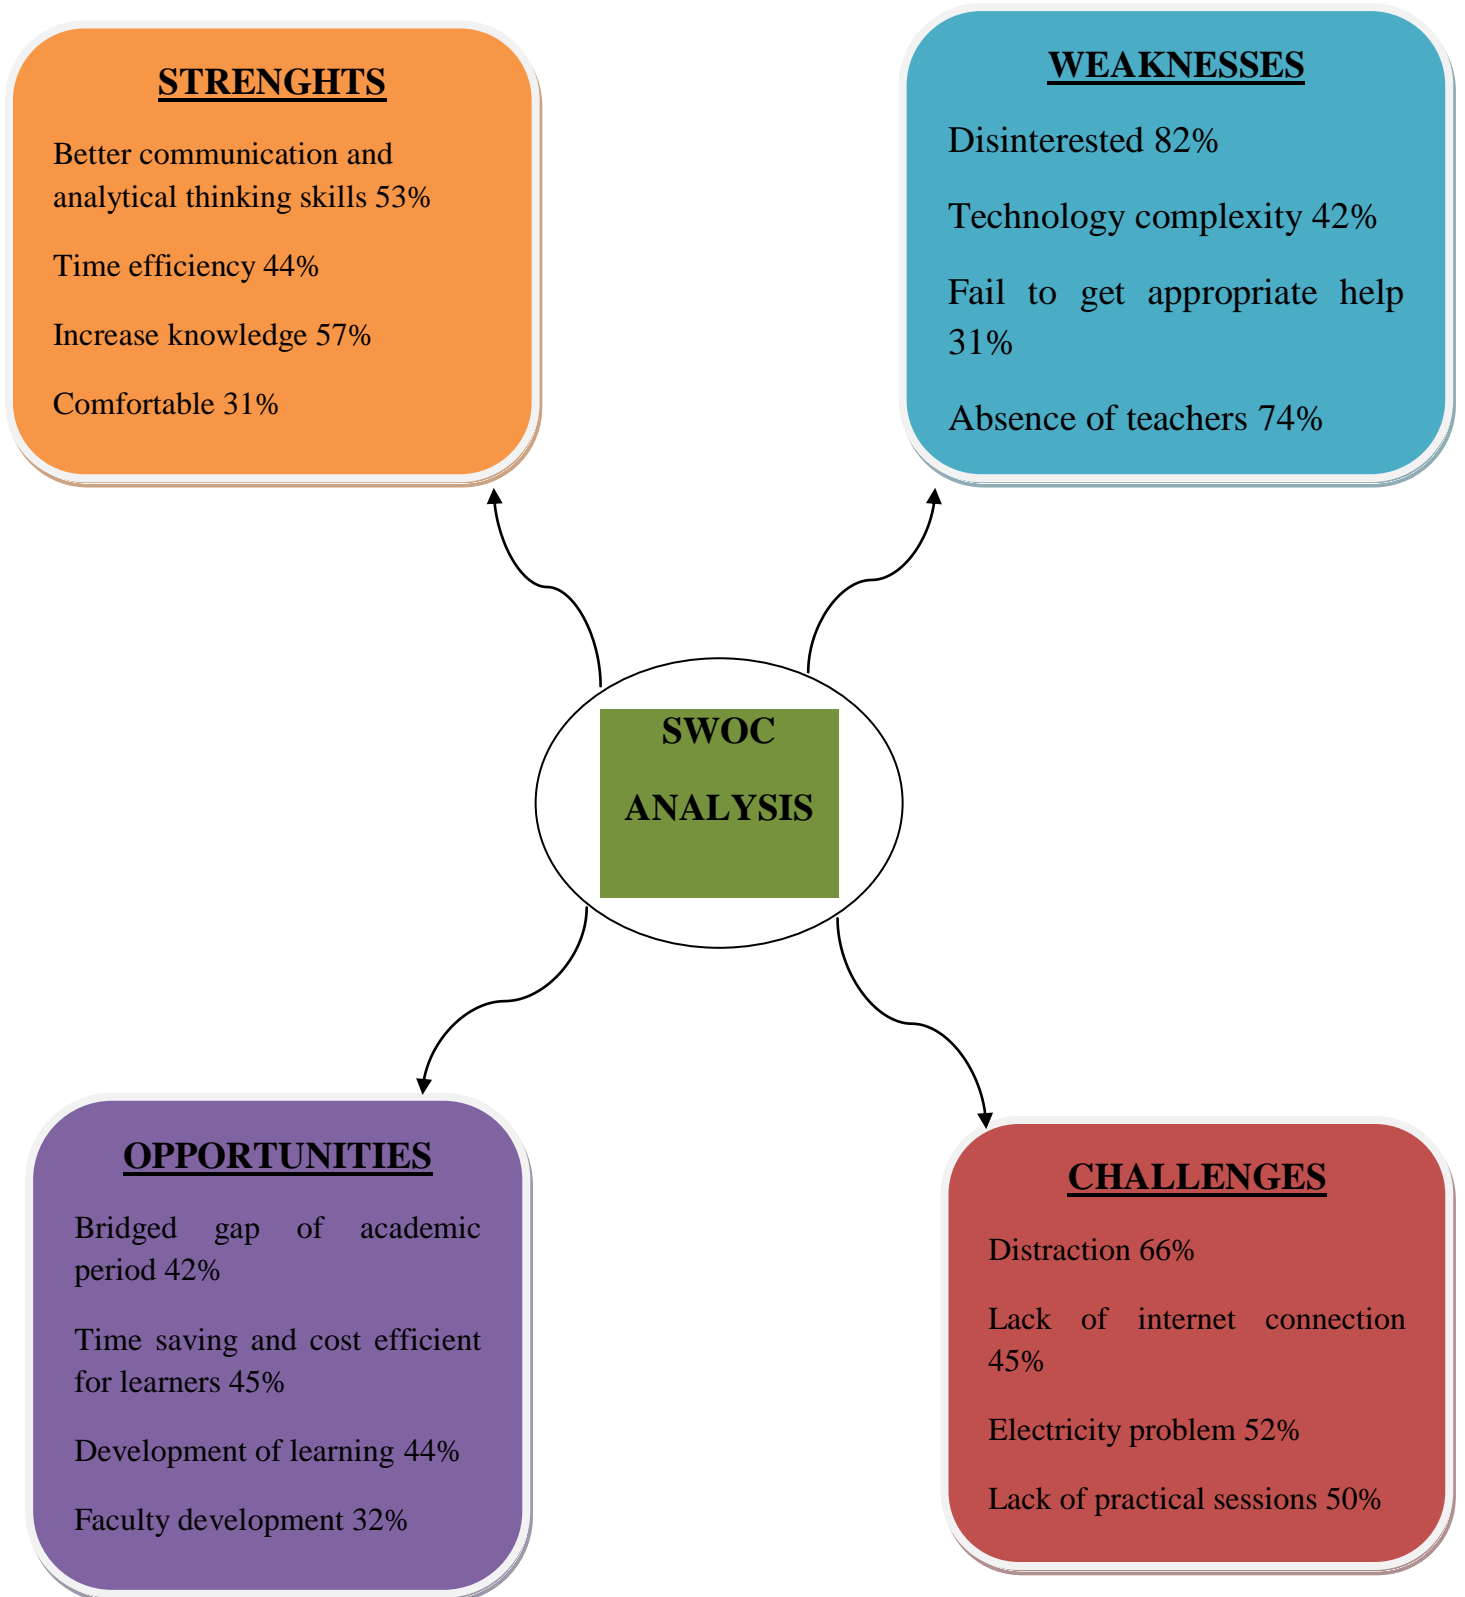 STRENGHTS
Better communication and
analytical thinking skills 53%
Time efficiency 44%
Increase knowledge 57%
Comfortable 31%
WEAKNESSES
Disinterested 82%
Technology complexity 42%
Fail to get appropriate help
31%
Absence of teachers 74%
SWOC
ANALYSIS
OPPORTUNITIES
Bridged gap of academic
period 42%
Time saving and cost efficient
for learners 45%
Development of learning 44%
Faculty development 32%
CHALLENGES
Distraction 66%
Lack of internet connection
45%
Electricity problem 52%
Lack of practical sessions 50%